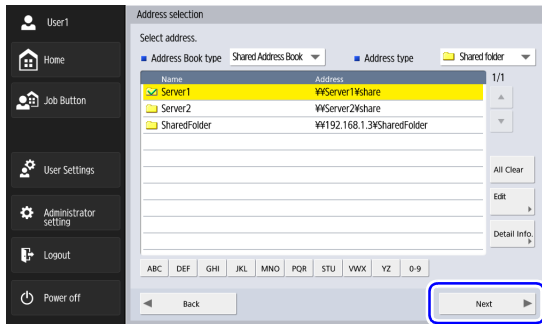 User1
Home
Job Button
User Settings
Administrator
setting
Logout
Power off
Address selection
Select address.
Address Book type Shared Address Book Address type Shared folder
Name Address 1/1
Server1 ¥¥Server1¥share
Server2 ¥¥Server2¥share
SharedFolder ¥¥192.168.1.3¥SharedFolder
All Clear
Edit
Detail Info.
ABC DEF GHI JKL MNO PQR STU VWX YZ 0-9
Back Next